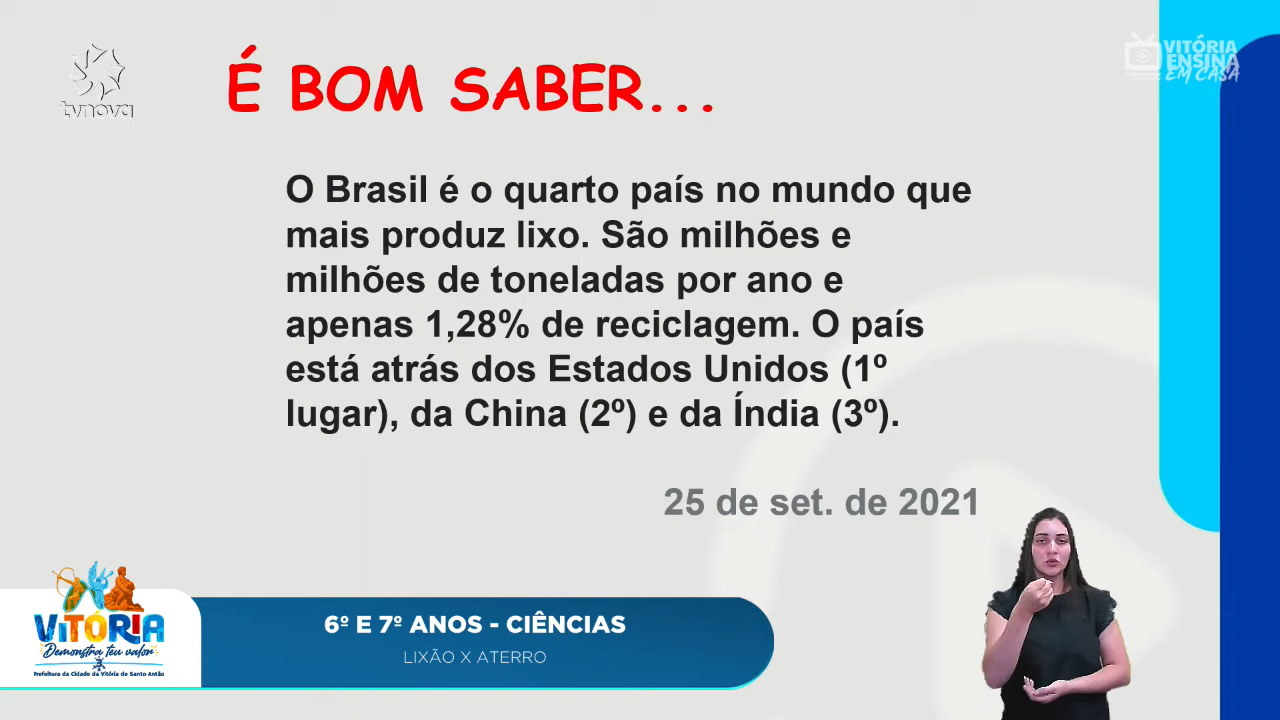 tvnova
VITÓRIA
ENSINA
EM CASA
É BOM SABER...
O Brasil é o quarto país no mundo que
mais produz lixo. São milhões e
milhões de toneladas por ano e
apenas 1,28% de reciclagem. O país
está atrás dos Estados Unidos (1º
lugar), da China (2º) e da Índia (3º).
25 de set. de 2021
VITÓRIA
Demonstra teu valor
Prefeitura da Cidade da Vitória de Santo Antão
6º E 7º ANOS - CIÊNCIAS
LIXÃO X ATERRO